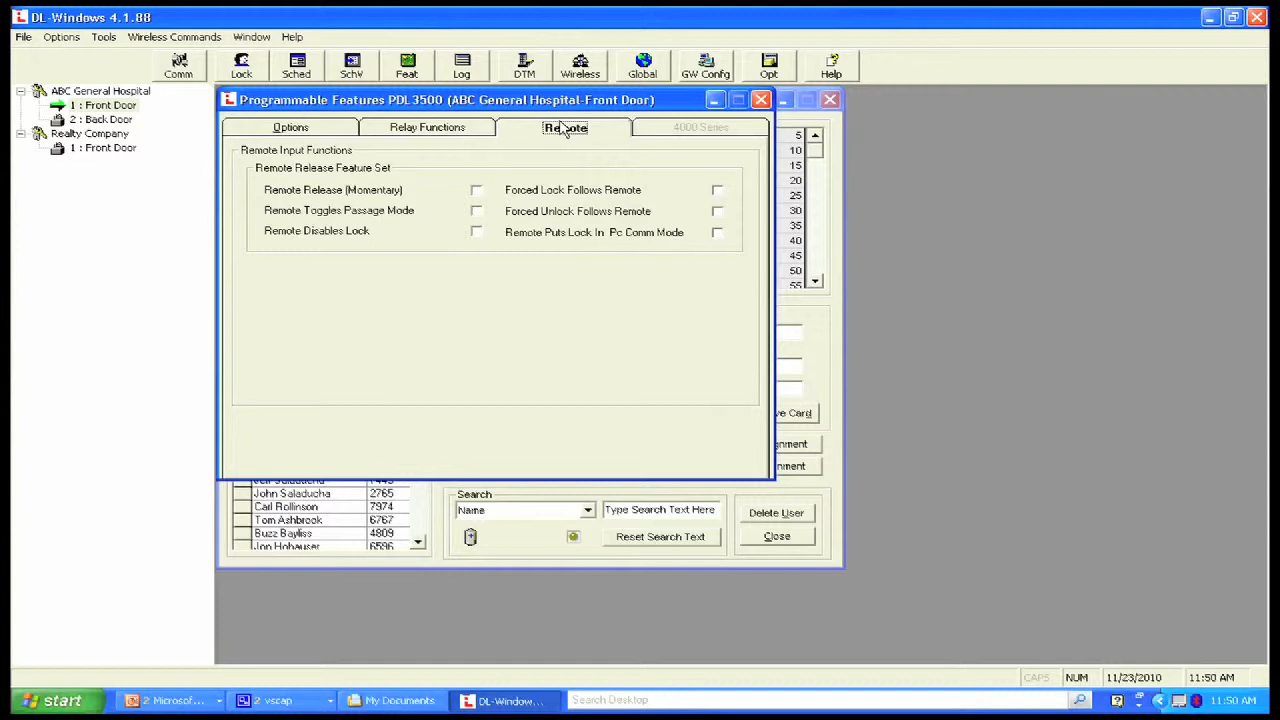 DL-Windows 4.1.88
File Options Tools Wireless Commands Window Help
Comm Lock Sched SchV Feat Log DTM Wireless Global GW Config Opt Help
ABC General Hospital
1 : Front Door
2 : Back Door
Realty Company
1 : Front Door
Programmable Features PDL3500 (ABC General Hospital-Front Door)
Options Relay Functions Remote 4000 Series
Remote Input Functions
Remote Release Feature Set
Remote Release (Momentary) Forced Lock Follows Remote
Remote Toggles Passage Mode Forced Unlock Follows Remote
Remote Disables Lock Remote Puts Lock In Pc Comm Mode
5
10
15
20
25
30
35
40
45
50
55
ve Card
nment
nment
John Saladucha 2765
Carl Rollinson 7974
Tom Ashbrook 6767
Buzz Bayliss 4809
Jon Hohauser 6596
Search
Name Type Search Text Here
Reset Search Text
Delete User
Close
CAPS NUM 11/23/2010 11:50 AM
start 2 Microsof... 2 vscap My Documents DL-Window... Search Desktop 11:50 AM